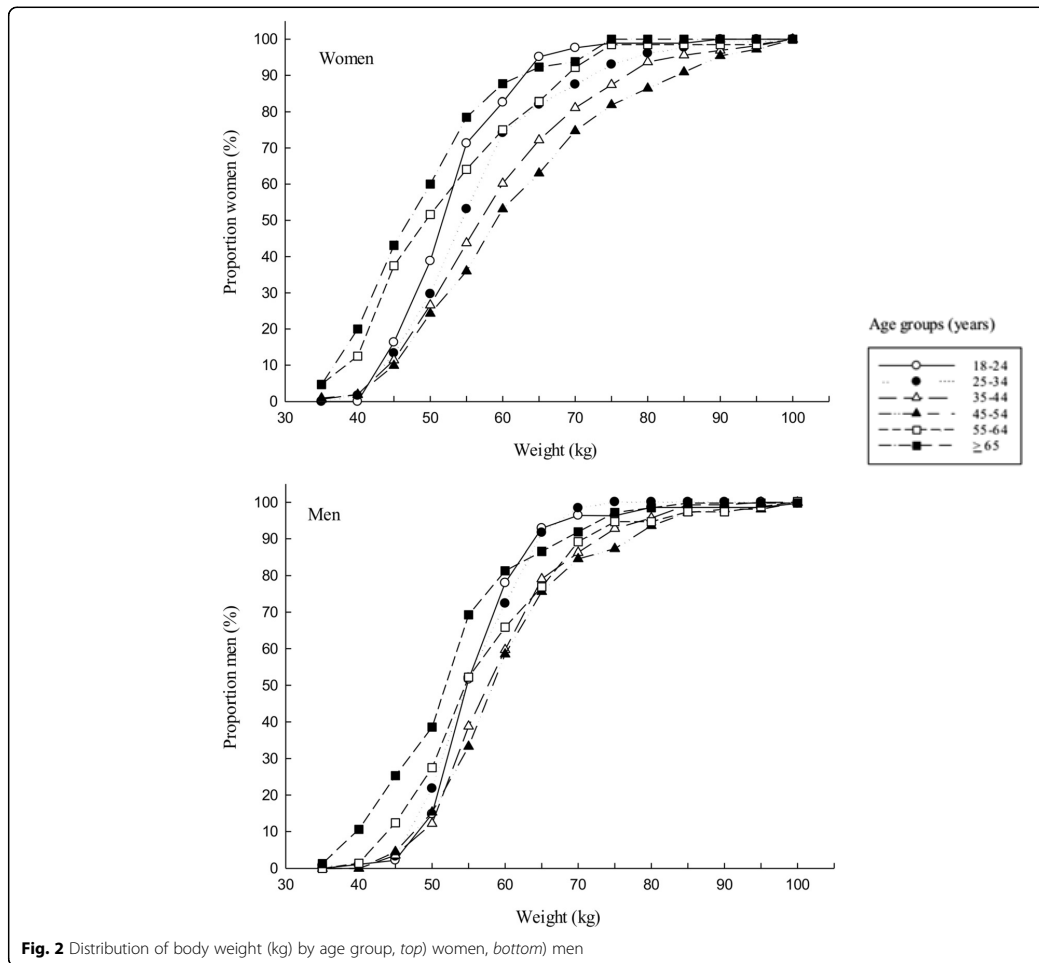 100
90
80
70
60
50
40
30
20
10
0
Women
Proportion women (%)
30 40 50 60 70 80 90 100
Weight (kg)
Age groups (years)
18-24
25-34
35-44
45-54
55-64
≥ 65
100
90
80
70
60
50
40
30
20
10
0
Men
Proportion men (%)
30 40 50 60 70 80 90 100
Weight (kg)
Fig. 2 Distribution of body weight (kg) by age group, top) women, bottom) men